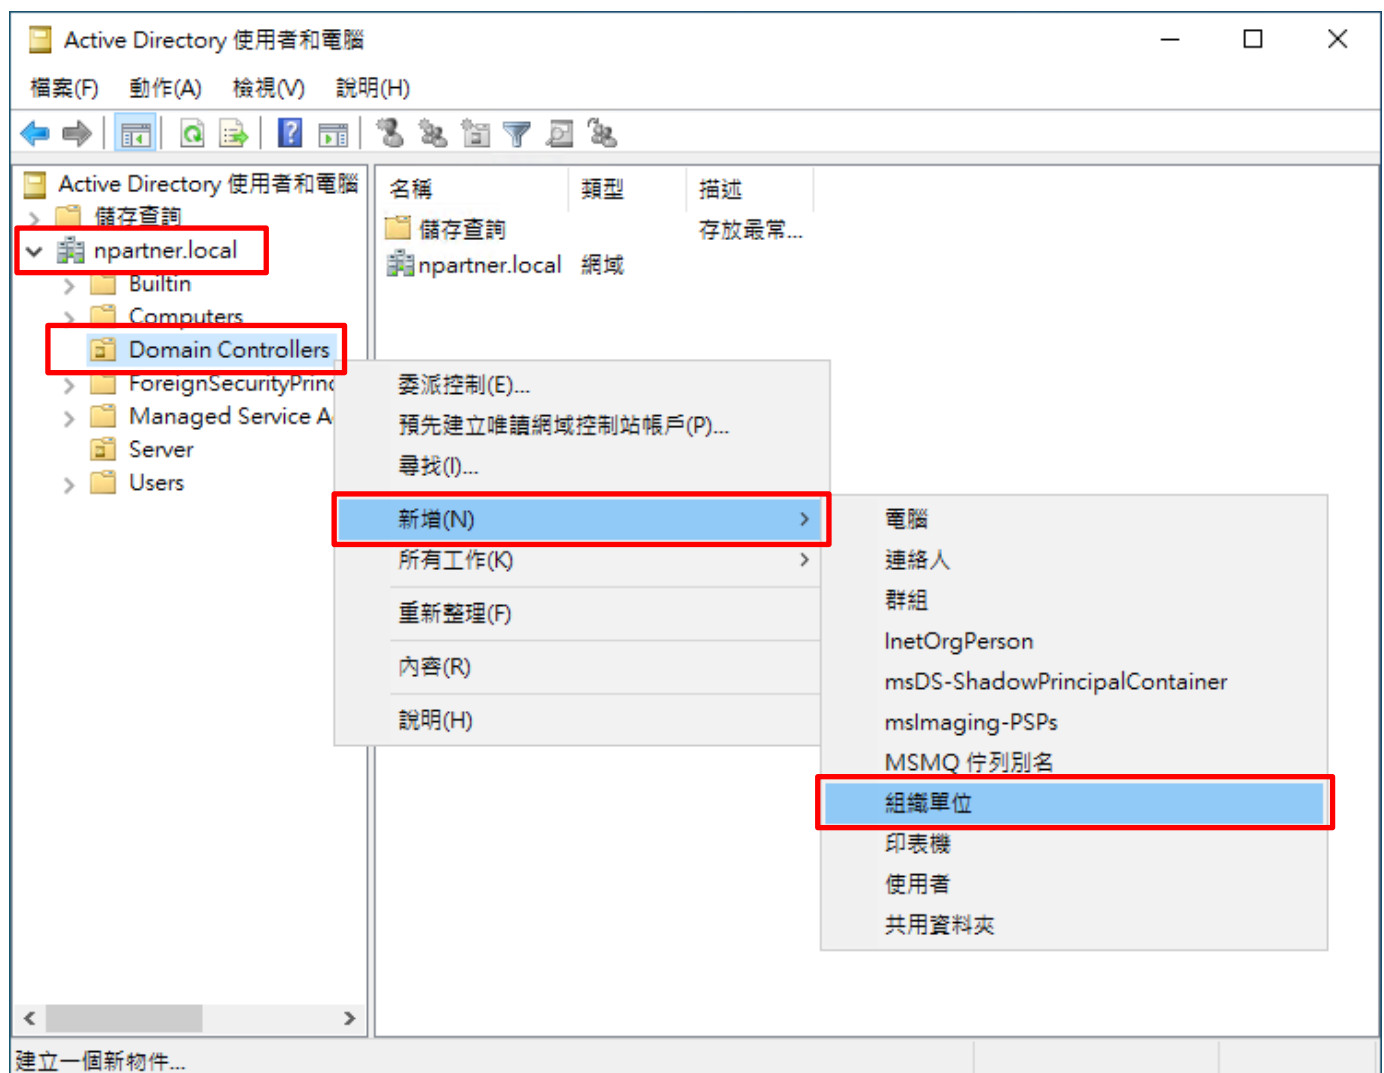 Active Directory 使用者和電腦
檔案(F) 動作(A) 檢視(V) 說明(H)
Active Directory 使用者和電腦
儲存查詢
npartner.local
Builtin
Computers
Domain Controllers
ForeignSecurityPrinc
Managed Service A
Server
Users
名稱 類型 描述
儲存查詢 存放最常...
npartner.local 網域
委派控制(E)...
預先建立唯讀網域控制站帳戶(P)...
尋找(I)...
新增(N)
所有工作(K)
重新整理(F)
內容(R)
說明(H)
電腦
連絡人
群組
InetOrgPerson
msDS-ShadowPrincipalContainer
msImaging-PSPs
MSMQ 佇列別名
組織單位
印表機
使用者
共用資料夾
建立一個新物件...